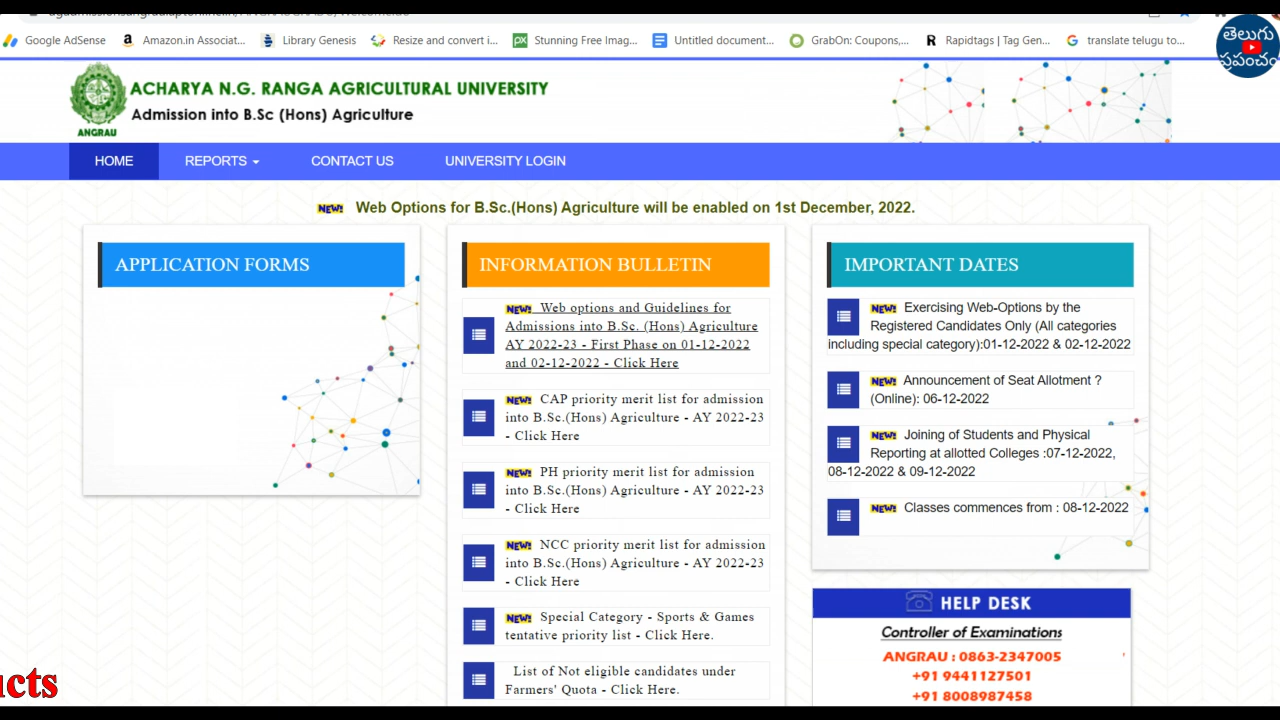 Google AdSense
Amazon.in Associat...
Library Genesis
Resize and convert i...
Stunning Free Imag...
Untitled document...
GrabOn: Coupons,...
Rapidtags | Tag Gen...
translate telugu to...
తెలుగు
ప్రపంచం
ACHARYA N.G. RANGA AGRICULTURAL UNIVERSITY
Admission into B.Sc (Hons) Agriculture
ANGRAU
HOME
REPORTS
CONTACT US
UNIVERSITY LOGIN
NEW! Web Options for B.Sc.(Hons) Agriculture will be enabled on 1st December, 2022.
APPLICATION FORMS
INFORMATION BULLETIN
NEW! Web options and Guidelines for
Admissions into B.Sc. (Hons) Agriculture
AY 2022-23 - First Phase on 01-12-2022
and 02-12-2022 - Click Here
NEW! CAP priority merit list for admission
into B.Sc.(Hons) Agriculture - AY 2022-23
- Click Here
NEW! PH priority merit list for admission
into B.Sc.(Hons) Agriculture - AY 2022-23
- Click Here
NEW! NCC priority merit list for admission
into B.Sc.(Hons) Agriculture - AY 2022-23
- Click Here
NEW! Special Category - Sports & Games
tentative priority list - Click Here.
List of Not eligible candidates under
Farmers' Quota - Click Here.
IMPORTANT DATES
NEW! Exercising Web-Options by the
Registered Candidates Only (All categories
including special category):01-12-2022 & 02-12-2022
NEW! Announcement of Seat Allotment ?
(Online): 06-12-2022
NEW! Joining of Students and Physical
Reporting at allotted Colleges :07-12-2022,
08-12-2022 & 09-12-2022
NEW! Classes commences from : 08-12-2022
HELP DESK
Controller of Examinations
ANGRAU : 0863-2347005
+91 9441127501
+91 8008987458
ucts